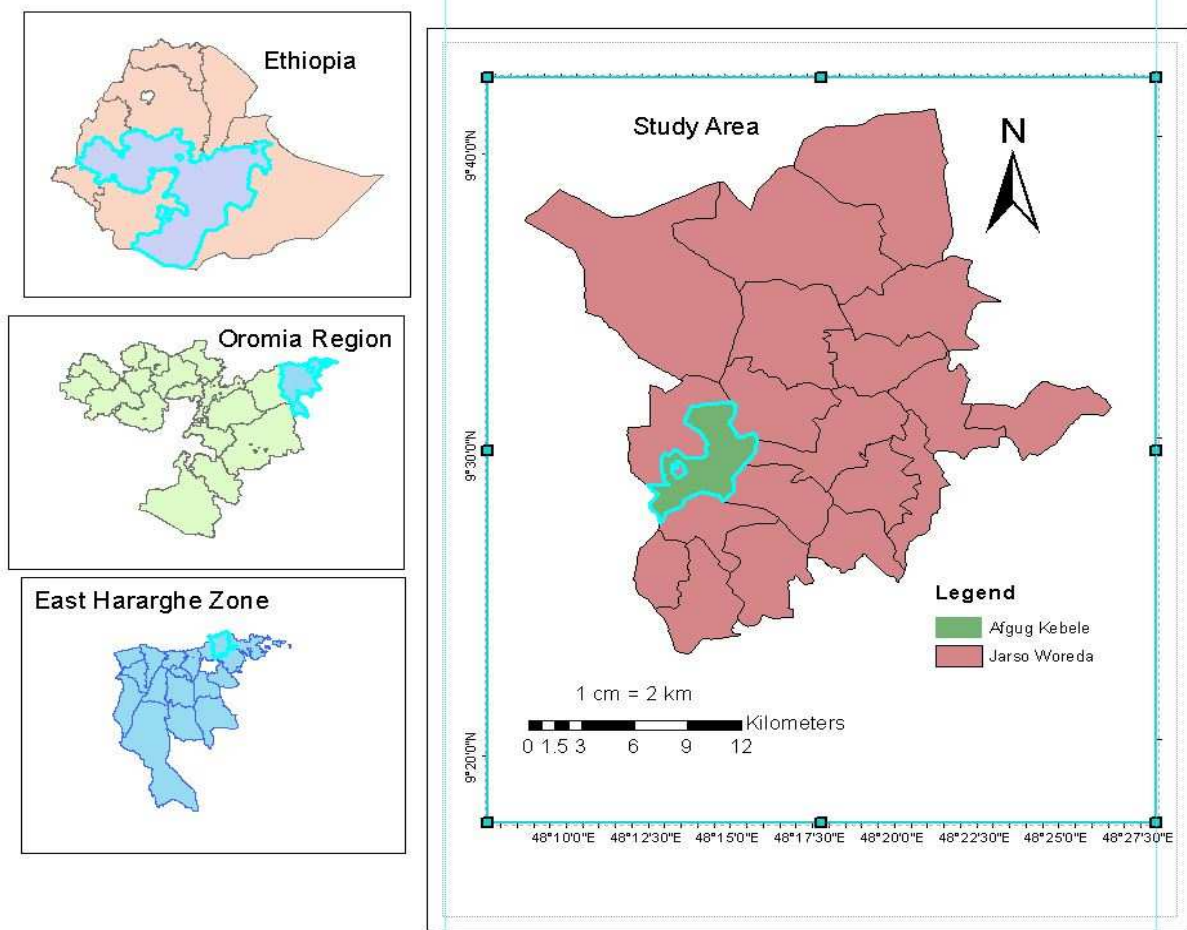 Ethiopia
Oromia Region
East Hararghe Zone
Study Area
N
9°40'0"N
9°30'0"N
9°20'0"N
Legend
Afgug Kebele
Jarso Woreda
1 cm = 2 km
Kilometers
0 1.5 3 6 9 12
48°10'0"E 48°12'30"E 48°15'0"E 48°17'30"E 48°20'0"E 48°22'30"E 48°25'0"E 48°27'30"E